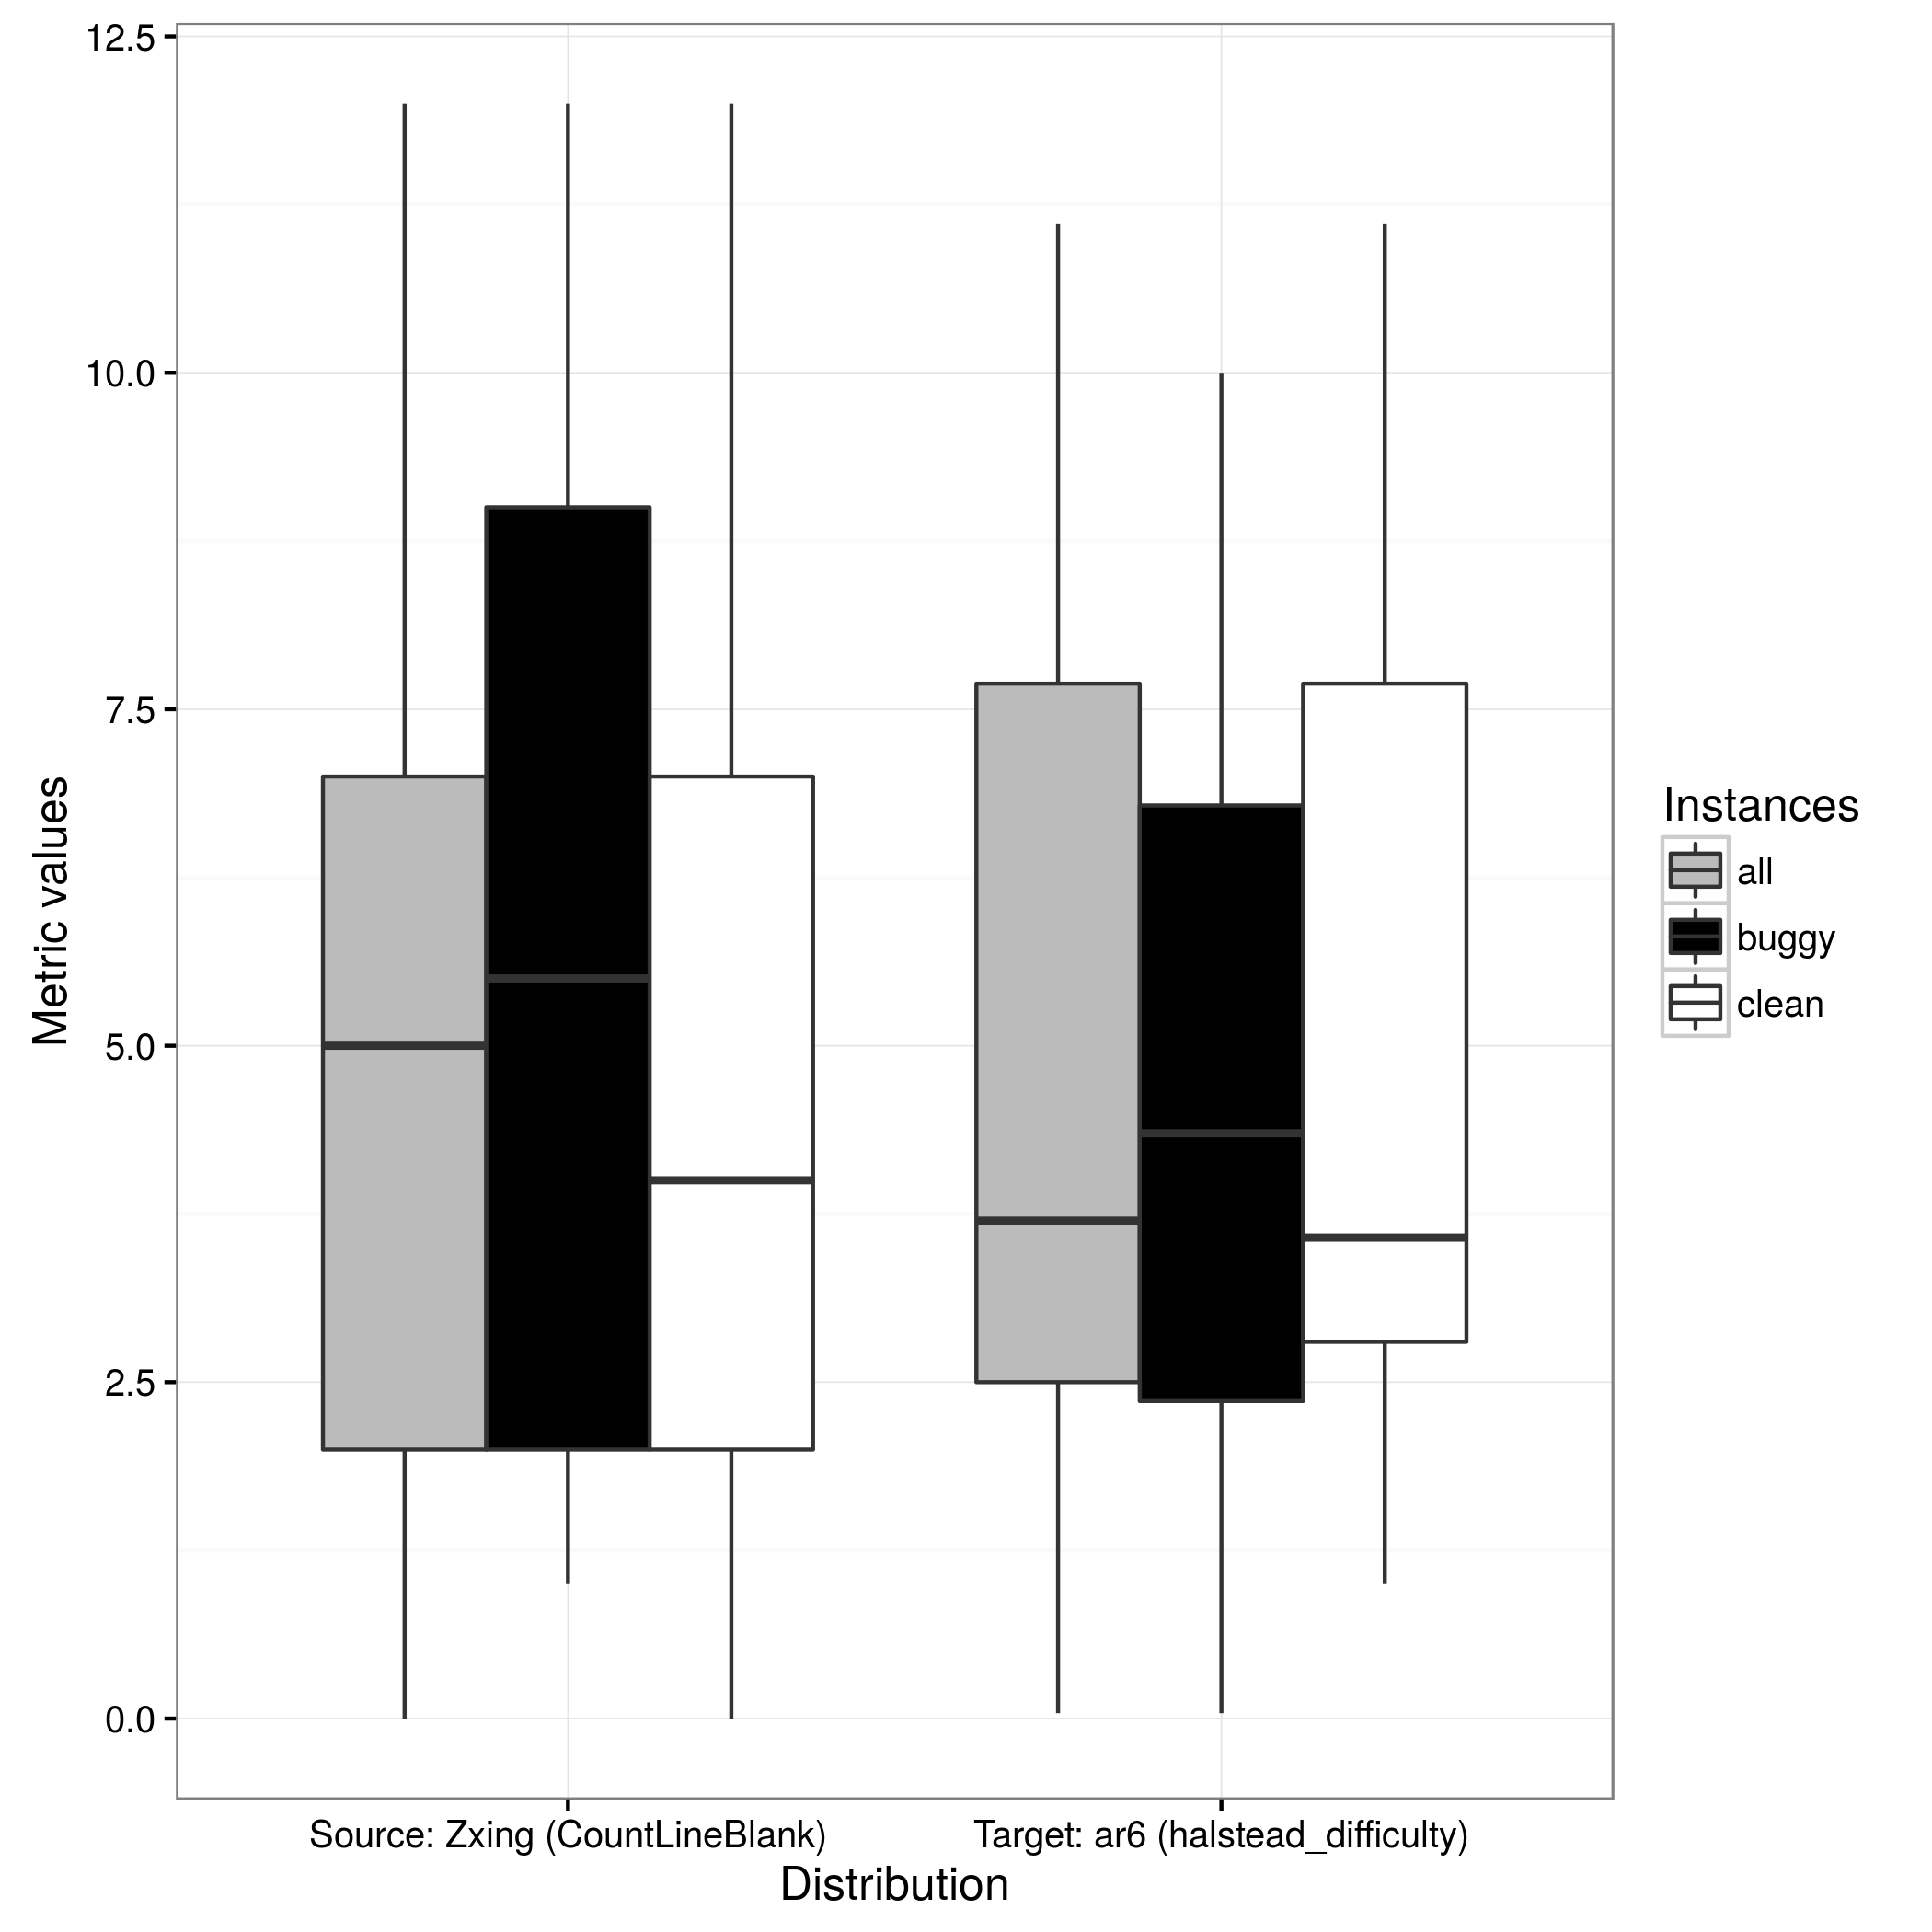 Metric values
12.5
10.0
7.5
5.0
2.5
0.0
Source: Zxing (CountLineBlank)
Target: ar6 (halstead_difficulty)
Distribution
Instances
all
buggy
clean